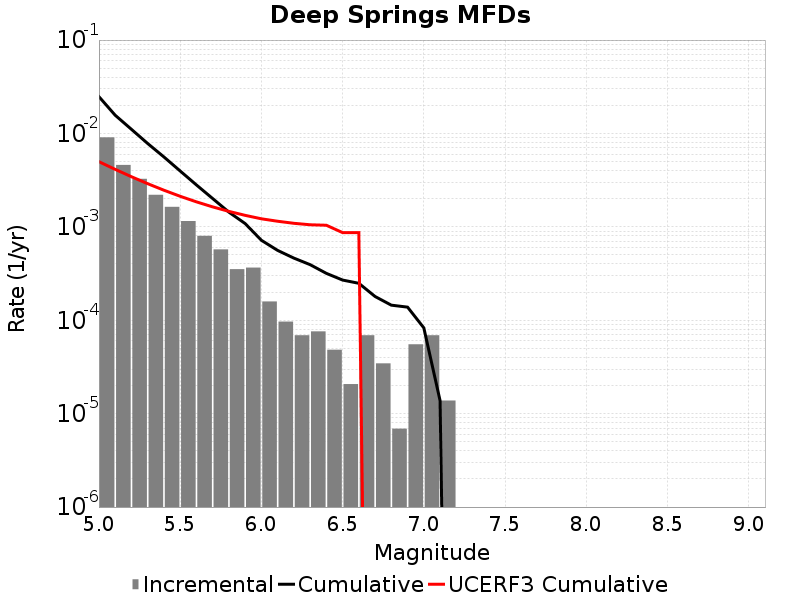 Deep Springs MFDs
10-1
10-2
10-3
10-4
10-5
10-6
Rate (1/yr)
5.0 5.5 6.0 6.5 7.0 7.5 8.0 8.5 9.0
Magnitude
Incremental Cumulative UCERF3 Cumulative